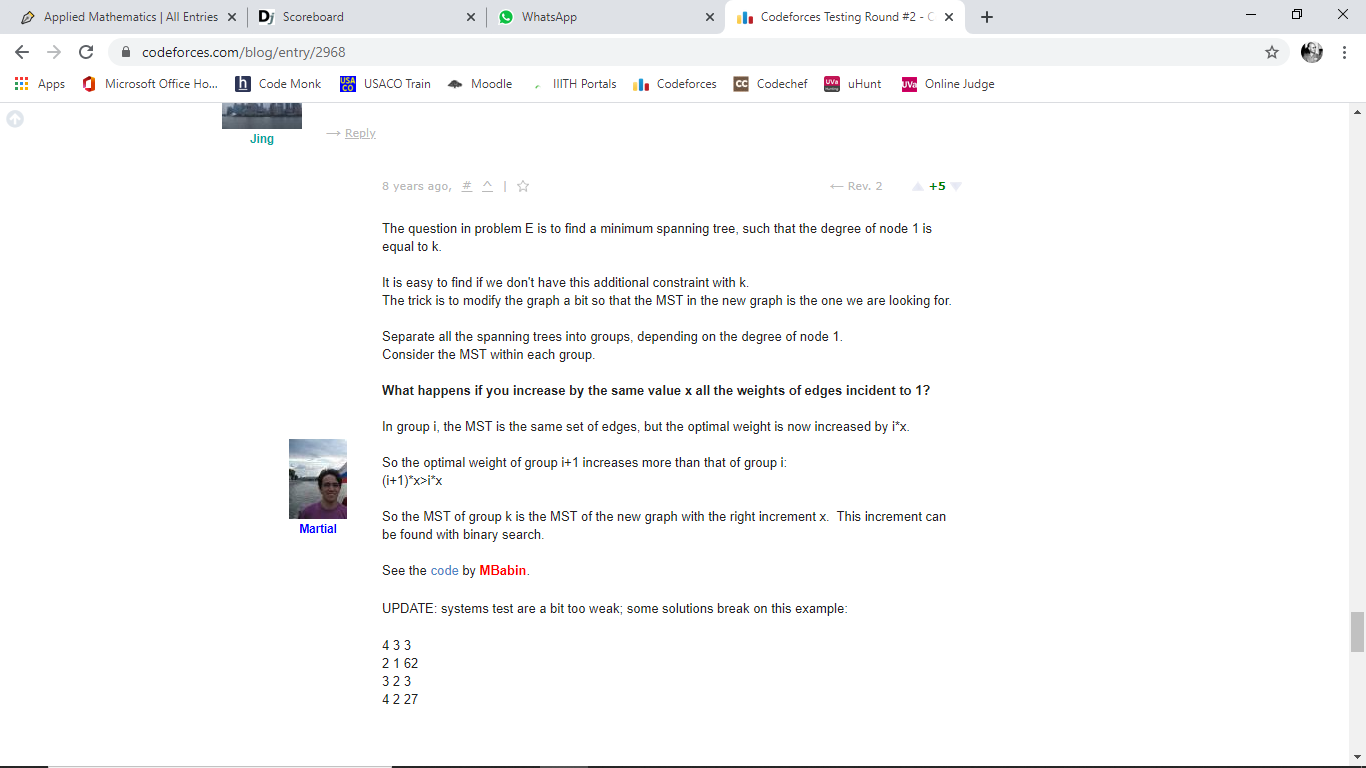 Applied Mathematics | All Entries
Scoreboard
WhatsApp
Codeforces Testing Round #2 - C
codeforces.com/blog/entry/2968
Apps
Microsoft Office Ho...
h Code Monk
USA CO USACO Train
Moodle
IIITH Portals
Codeforces
CC Codechef
UVa uHunt
UVa Online Judge
Jing
→ Reply
8 years ago, # ^ |
← Rev. 2
+5
The question in problem E is to find a minimum spanning tree, such that the degree of node 1 is
equal to k.
It is easy to find if we don't have this additional constraint with k.
The trick is to modify the graph a bit so that the MST in the new graph is the one we are looking for.
Separate all the spanning trees into groups, depending on the degree of node 1.
Consider the MST within each group.
What happens if you increase by the same value x all the weights of edges incident to 1?
In group i, the MST is the same set of edges, but the optimal weight is now increased by i*x.
So the optimal weight of group i+1 increases more than that of group i:
(i+1)*x>i*x
Martial
So the MST of group k is the MST of the new graph with the right increment x. This increment can
be found with binary search.
See the code by MBabin.
UPDATE: systems test are a bit too weak; some solutions break on this example:
4 3 3
2 1 62
3 2 3
4 2 27